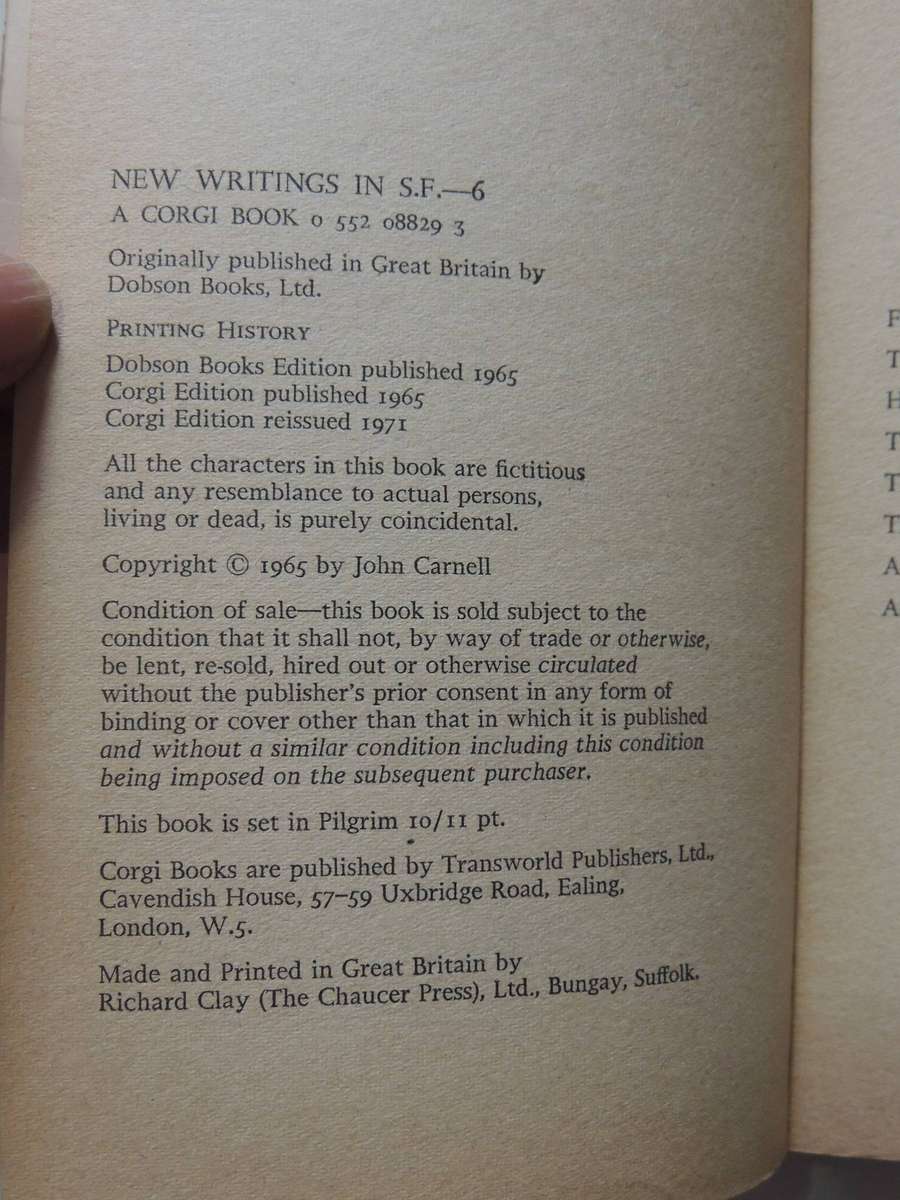 NEW WRITINGS IN S.F.—6
A CORGI BOOK 0 552 08829 3
Originally published in Great Britain by
Dobson Books, Ltd.
PRINTING HISTORY
Dobson Books Edition published 1965
Corgi Edition published 1965
Corgi Edition reissued 1971
All the characters in this book are fictitious
and any resemblance to actual persons,
living or dead, is purely coincidental.
Copyright © 1965 by John Carnell
Condition of sale—this book is sold subject to the
condition that it shall not, by way of trade or otherwise,
be lent, re-sold, hired out or otherwise circulated
without the publisher's prior consent in any form of
binding or cover other than that in which it is published
and without a similar condition including this condition
being imposed on the subsequent purchaser.
This book is set in Pilgrim 10/11 pt.
Corgi Books are published by Transworld Publishers, Ltd.,
Cavendish House, 57–59 Uxbridge Road, Ealing,
London, W.5.
Made and Printed in Great Britain by
Richard Clay (The Chaucer Press), Ltd., Bungay, Suffolk.